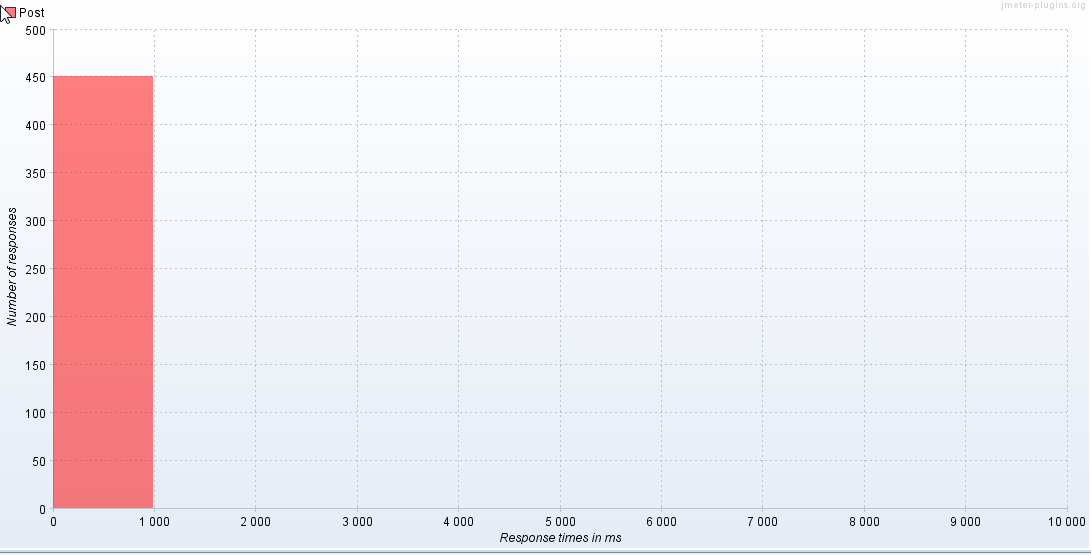 jmeter-plugins.org
Post
500
450
400
350
300
250
200
150
100
50
0
Number of responses
0 1 000 2 000 3 000 4 000 5 000 6 000 7 000 8 000 9 000 10 000
Response times in ms